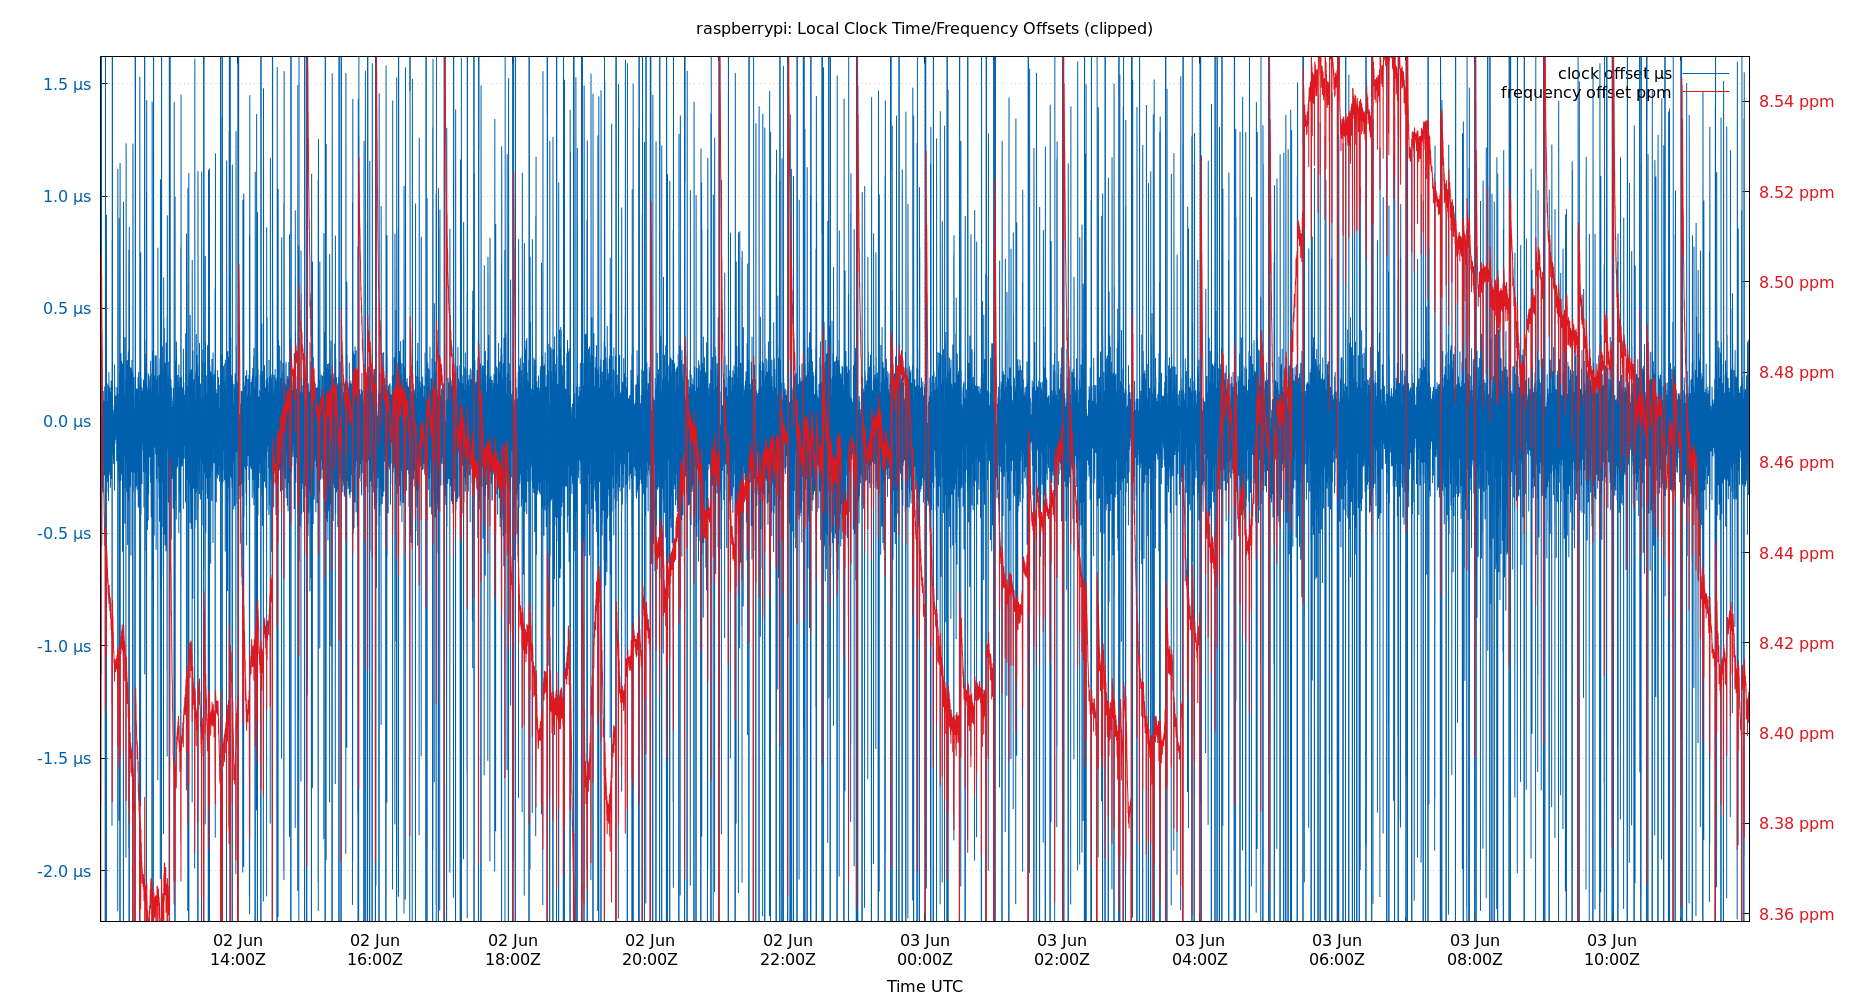 raspberrypi: Local Clock Time/Frequency Offsets (clipped)
clock offset µs
frequency offset ppm
1.5 µs
1.0 µs
0.5 µs
0.0 µs
-0.5 µs
-1.0 µs
-1.5 µs
-2.0 µs
8.54 ppm
8.52 ppm
8.50 ppm
8.48 ppm
8.46 ppm
8.44 ppm
8.42 ppm
8.40 ppm
8.38 ppm
8.36 ppm
02 Jun 02 Jun 02 Jun 02 Jun 02 Jun 03 Jun 03 Jun 03 Jun 03 Jun 03 Jun 03 Jun
14:00Z 16:00Z 18:00Z 20:00Z 22:00Z 00:00Z 02:00Z 04:00Z 06:00Z 08:00Z 10:00Z
Time UTC